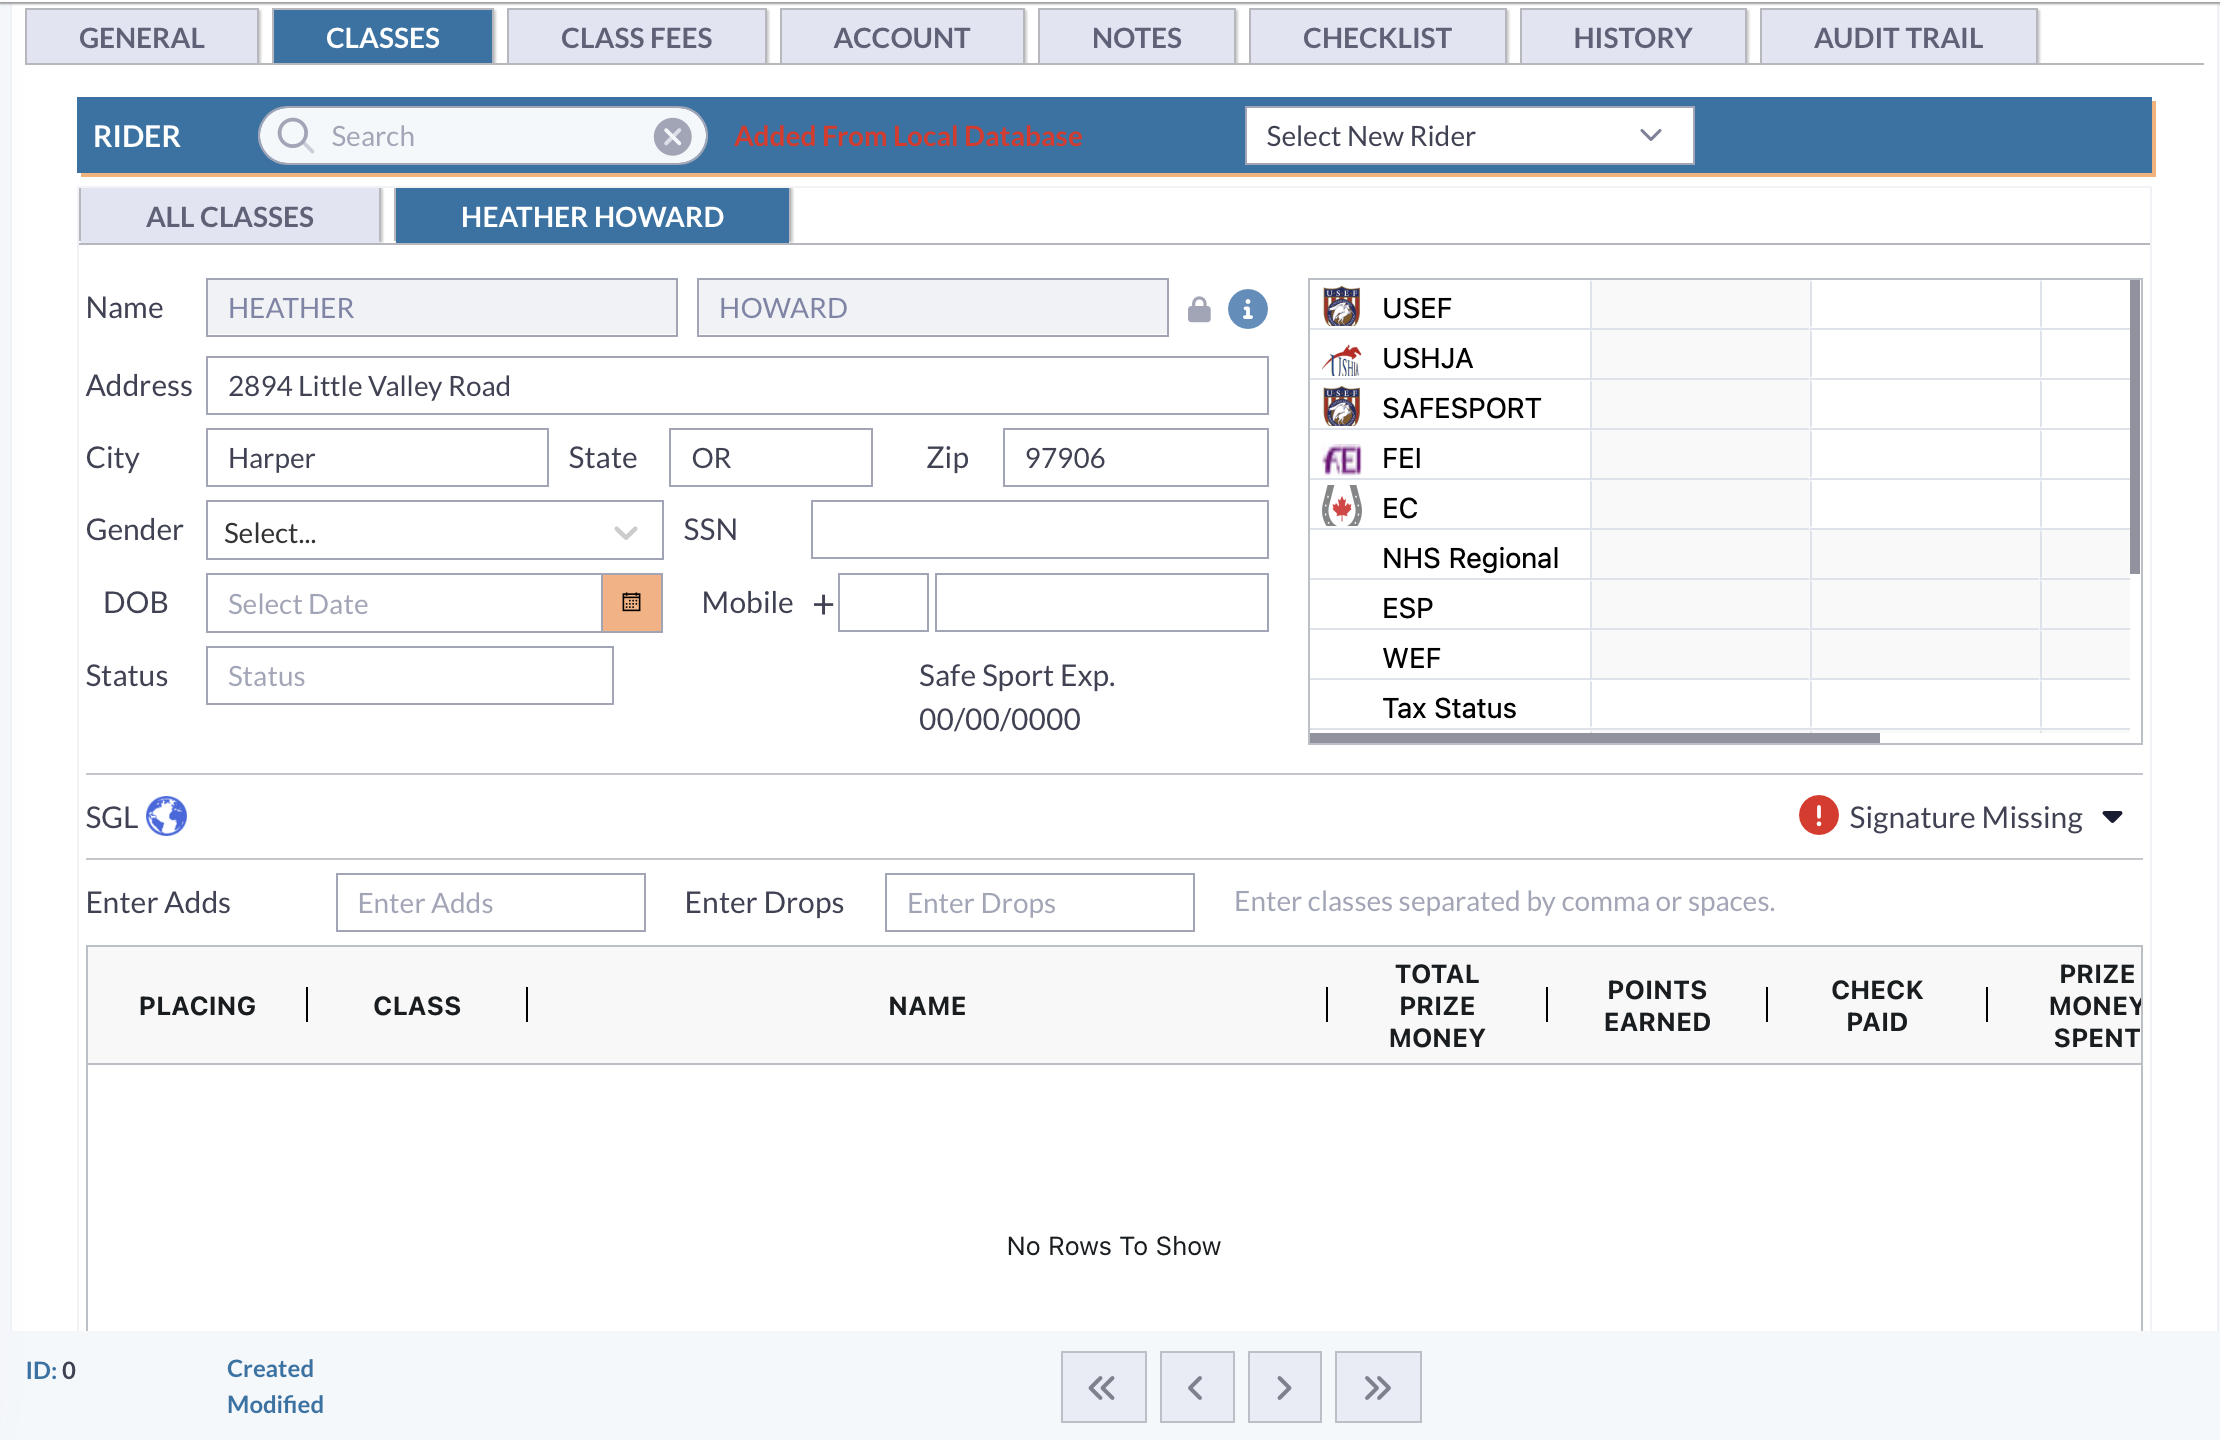 GENERAL CLASSES CLASS FEES ACCOUNT NOTES CHECKLIST HISTORY AUDIT TRAIL
RIDER Search Added From Local Database Select New Rider
ALL CLASSES HEATHER HOWARD
Name HEATHER HOWARD
Address 2894 Little Valley Road
City Harper State OR Zip 97906
Gender Select... SSN
DOB Select Date Mobile +
Status Status
Safe Sport Exp.
00/00/0000
USEF USEF
USHJA USHJA
USEF SAFESPORT
FEI FEI
EC
NHS Regional
ESP
WEF
Tax Status
SGL Signature Missing
Enter Adds Enter Adds Enter Drops Enter Drops Enter classes separated by comma or spaces.
PLACING CLASS NAME TOTAL PRIZE MONEY POINTS EARNED CHECK PAID PRIZE MONEY SPENT
No Rows To Show
ID: 0 Created
Modified